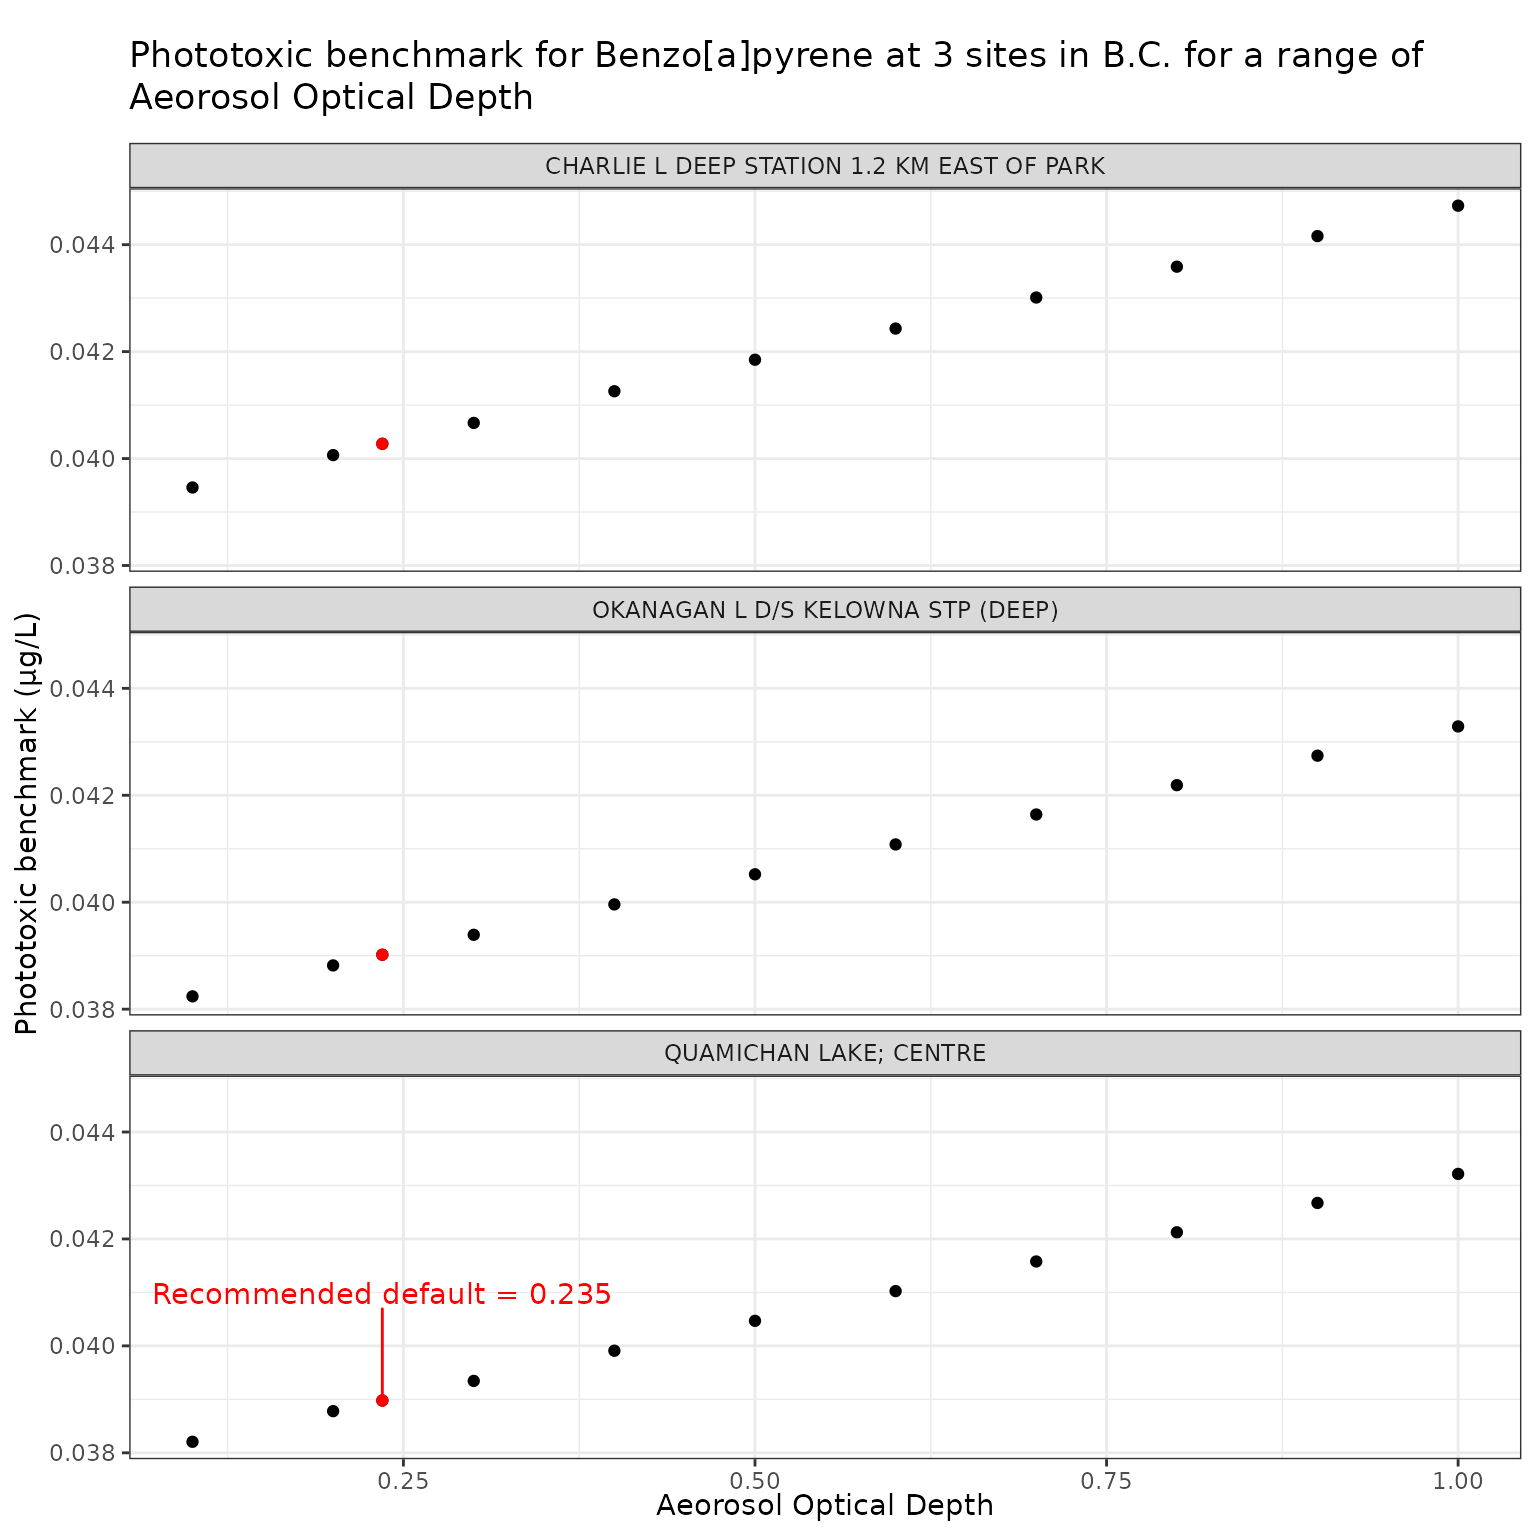 Phototoxic benchmark for Benzo[a]pyrene at 3 sites in B.C. for a range of
Aeorosol Optical Depth
CHARLIE L DEEP STATION 1.2 KM EAST OF PARK
0.044
0.042
0.040
0.038
OKANAGAN L D/S KELOWNA STP (DEEP)
0.044
0.042
0.040
0.038
QUAMICHAN LAKE; CENTRE
0.044
0.042
0.040
0.038
Recommended default = 0.235
Phototoxic benchmark (µg/L)
0.25
0.50
0.75
1.00
Aeorosol Optical Depth